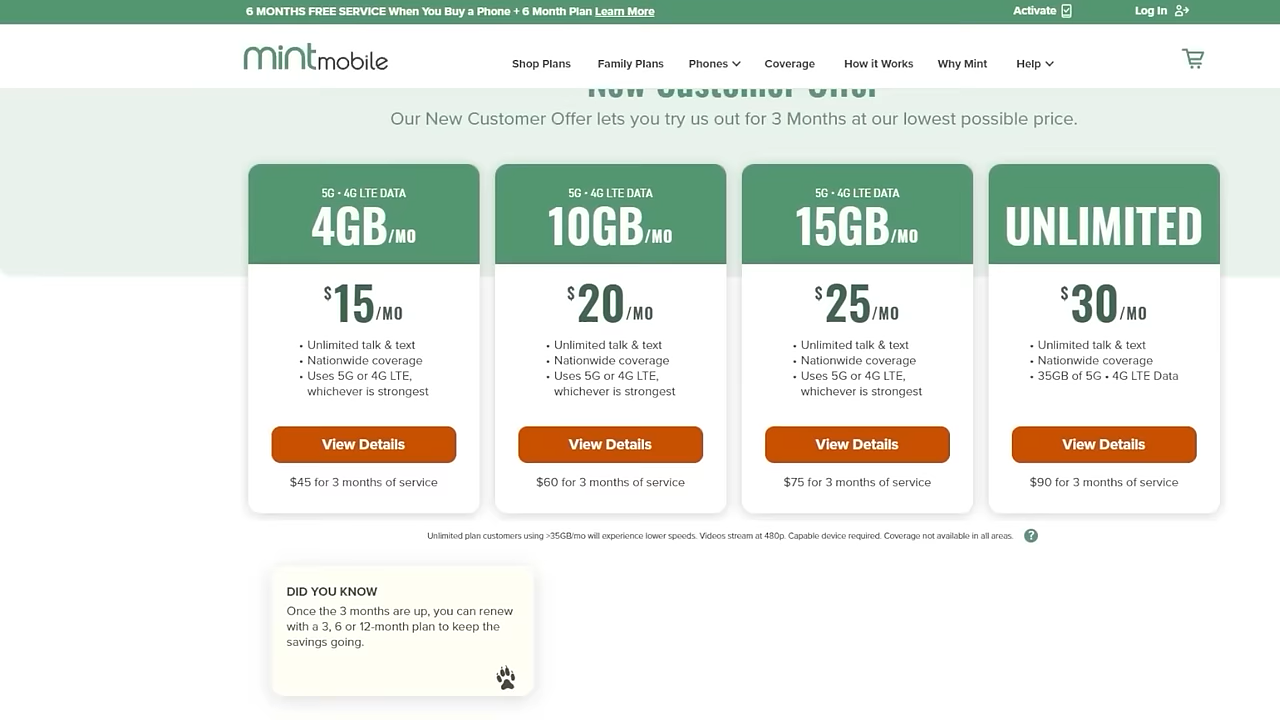 6 MONTHS FREE SERVICE When You Buy a Phone + 6 Month Plan Learn More
Activate
Log In
mintmobile
Shop Plans
Family Plans
Phones
Coverage
How it Works
Why Mint
Help
New Customer Offer
Our New Customer Offer lets you try us out for 3 Months at our lowest possible price.
5G • 4G LTE DATA
4GB/MO
$15/MO
• Unlimited talk & text
• Nationwide coverage
• Uses 5G or 4G LTE,
whichever is strongest
View Details
$45 for 3 months of service
5G • 4G LTE DATA
10GB/MO
$20/MO
• Unlimited talk & text
• Nationwide coverage
• Uses 5G or 4G LTE,
whichever is strongest
View Details
$60 for 3 months of service
5G • 4G LTE DATA
15GB/MO
$25/MO
• Unlimited talk & text
• Nationwide coverage
• Uses 5G or 4G LTE,
whichever is strongest
View Details
$75 for 3 months of service
UNLIMITED
$30/MO
• Unlimited talk & text
• Nationwide coverage
• 35GB of 5G • 4G LTE Data
View Details
$90 for 3 months of service
Unlimited plan customers using >35GB/mo will experience lower speeds. Videos stream at 480p. Capable device required. Coverage not available in all areas. ?
DID YOU KNOW
Once the 3 months are up, you can renew
with a 3, 6 or 12-month plan to keep the
savings going.